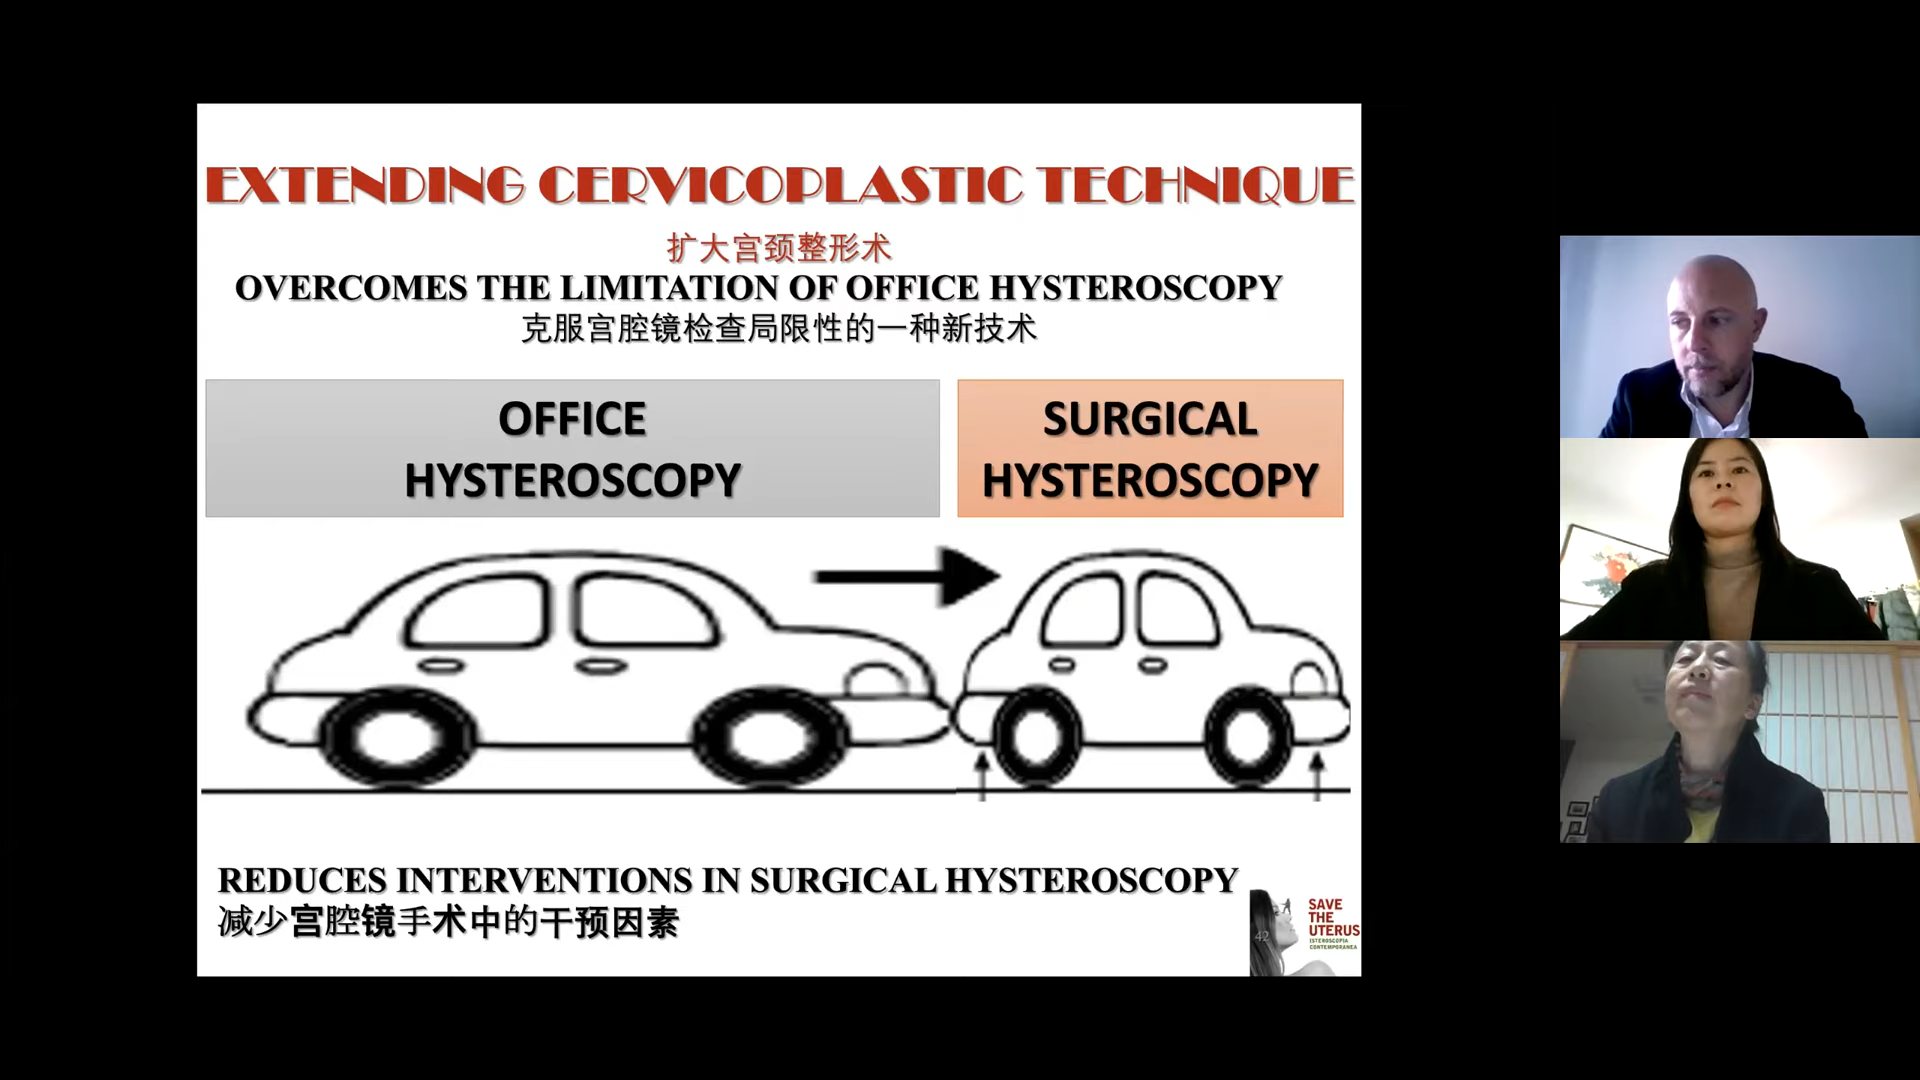 EXTENDING CERVICOPLASTIC TECHNIQUE
扩大宫颈整形术
OVERCOMES THE LIMITATION OF OFFICE HYSTEROSCOPY
克服宫腔镜检查局限性的一种新技术
OFFICE
HYSTEROSCOPY
SURGICAL
HYSTEROSCOPY
REDUCES INTERVENTIONS IN SURGICAL HYSTEROSCOPY
减少宫腔镜手术中的干预因素
42
SAVE
THE
UTERUS
ISTEROSCOPIA
CONTEMPORANEA